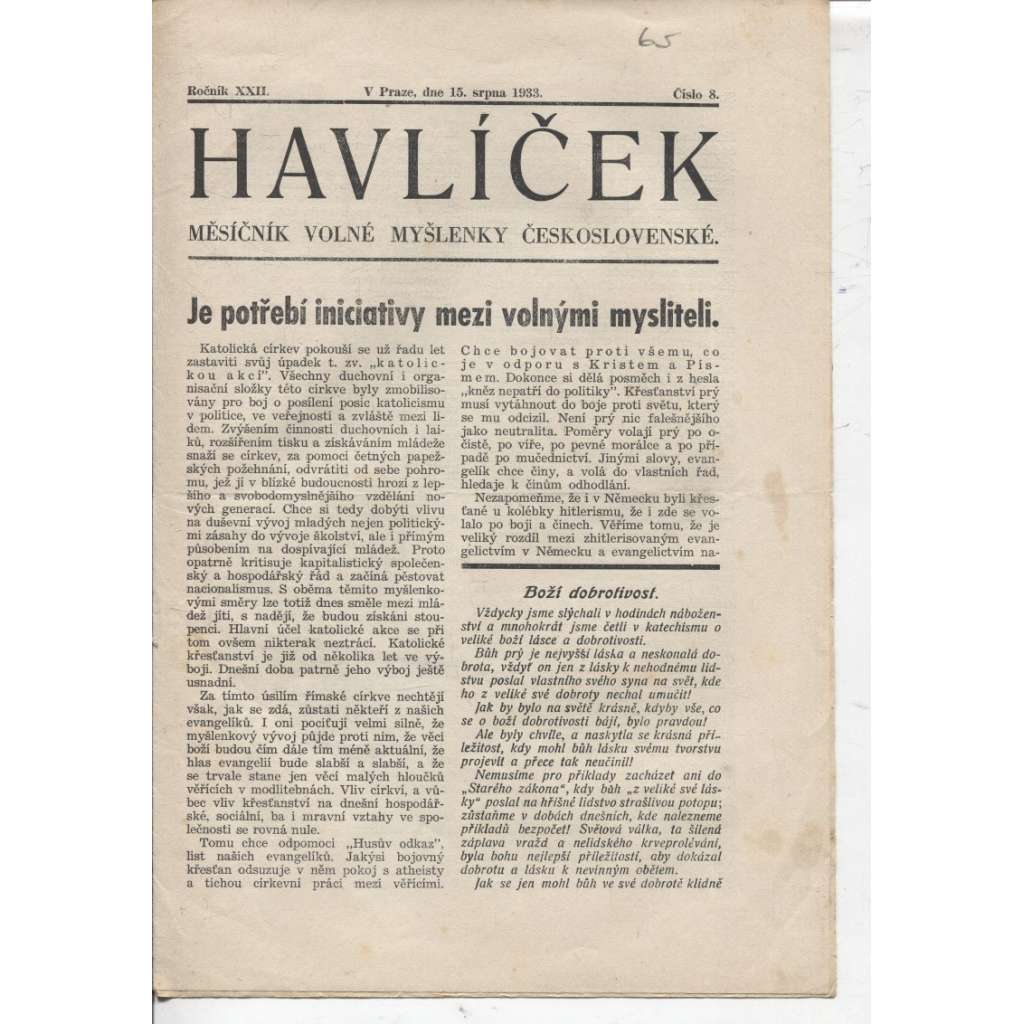 65
Ročník XXII.
V Praze, dne 15. srpna 1933.
Číslo 8.
HAVLÍČEK
MĚSÍČNÍK VOLNÉ MYŠLENKY ČESKOSLOVENSKÉ.
Je potřebí iniciativy mezi volnými mysliteli.
Katolická církev pokouší se už řadu let
zastaviti svůj úpadek t. zv. „katolic-
kou akcí". Všechny duchovní i orga-
nisační složky této církve byly zmobiliso-
vány pro boj o posílení posic katolicismu
v politice, ve veřejnosti a zvláště mezi li-
dem. Zvýšením činnosti duchovních i lai-
ků, rozšířením tisku a získáváním mládeže
snaží se církev, za pomoci četných papež-
ských požehnání, odvrátiti od sebe pohro-
mu, jež jí v blízké budoucnosti hrozí z lep-
šího a svobodomyslnějšího vzdělání no-
vých generací. Chce si tedy dobýti vlivu
na duševní vývoj mladých nejen politický-
mi zásahy do vývoje školství, ale i přímým
působením na dospívající mládež. Proto
opatrně kritisuje kapitalistický společen-
ský a hospodářský řád a začíná pěstovat
nacionalismus. S oběma těmito myšlenko-
vými směry lze totiž dnes směle mezi mlá-
dež jíti, s nadějí, že budou získáni stou-
penci. Hlavní účel katolické akce se při
tom ovšem nikterak neztrácí. Katolické
křesťanství je již od několika let ve vý-
boji. Dnešní doba patrně jeho výboj ještě
usnadní.
Za tímto úsilím římské církve nechtějí
však, jak se zdá, zůstati někteří z našich
evangelíků. I oni pociťují velmi silně, že
myšlenkový vývoj půjde proti nim, že věci
boží budou čím dále tím méně aktuální, že
hlas evangelií bude slabší a slabší, a že
se trvale stane jen věcí malých hloučků
věřících v modlitebnách. Vliv církví, a vů-
bec vliv křesťanství na dnešní hospodář-
ské, sociální, ba i mravní vztahy ve spo-
lečnosti se rovná nule.
Tomu chce odpomoci „Husův odkaz",
list našich evangelíků. Jakýsi bojovný
křesťan odsuzuje v něm pokoj s atheisty
a tichou církevní práci mezi věřícími.
Chce bojovat proti všemu, co
je v odporu s Kristem a Pís-
mem. Dokonce si dělá posměch i z hesla
„kněz nepatří do politiky". Křesťanství prý
musí vytáhnout do boje proti světu, který
se mu odcizil. Není prý nic falešnějšího
jako neutralita. Poměry volají prý po o-
čistě, po víře, po pevné morálce a po pří-
padě po mučednictví. Jinými slovy, evan-
gelík chce činy, a volá do vlastních řad,
hledaje k činům odhodlání.
Nezapomeňme, že i v Německu byli křes-
ťané u kolébky hitlerismu, že i zde se vo-
lalo po boji a činech. Věříme tomu, že je
veliký rozdíl mezi zhitlerisovaným evan-
gelictvím v Německu a evangelictvím na-
Boží dobrotivost.
Vždycky jsme slýchali v hodinách nábožen-
ství a mnohokrát jsme četli v katechismu o
veliké boží lásce a dobrotivosti.
Bůh prý je nejvyšší láska a neskonalá do-
brota, vždyť on jen z lásky k nehodnému lid-
stvu poslal vlastního svého syna na svět, kde
ho z veliké své dobroty nechal umučit!
Jak by bylo na světě krásně, kdyby vše, co
se o boží dobrotivosti bájí, bylo pravdou!
Ale byly chvíle, a naskytla se krásná pří-
ležitost, kdy mohl bůh lásku svému tvorstvu
projevit a přece tak neučinil!
Nemusíme pro příklady zacházet ani do
„Starého zákona", kdy bůh „z veliké své lás-
ky" poslal na hříšné lidstvo strašlivou potopu;
zůstaňme v dobách dnešních, kde nalezneme
příkladů bezpočet! Světová válka, ta šílená
záplava vražd a nelidského krveprolévání,
byla bohu nejlepší příležitostí, aby dokázal
dobrotu a lásku k nevinným obětem.
Jak se jen mohl bůh ve své dobrotě klidně